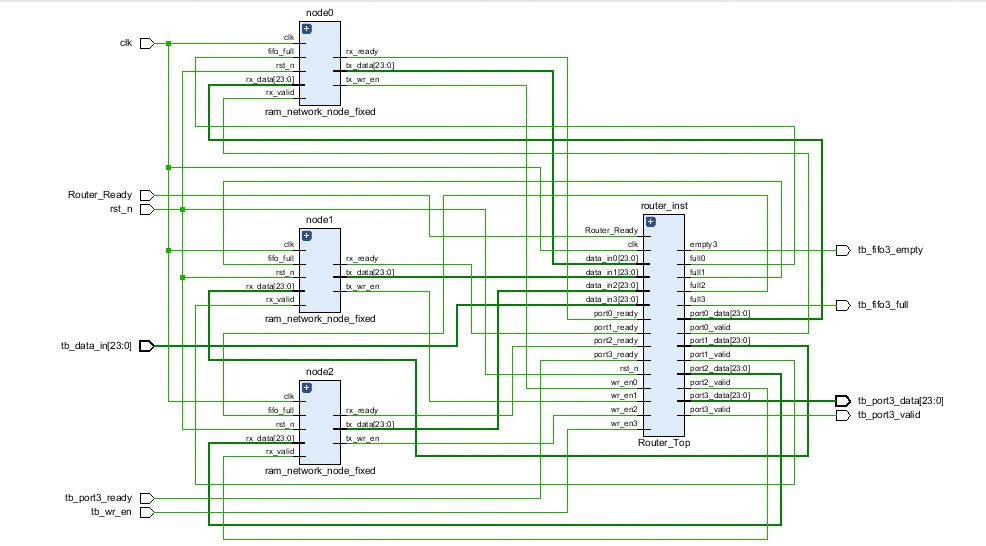 node0
clk
fifo_full
rst_n
rx_data[23:0]
rx_valid
rx_ready
tx_data[23:0]
tx_wr_en
ram_network_node_fixed
clk
Router_Ready
rst_n
node1
clk
fifo_full
rst_n
rx_data[23:0]
rx_valid
rx_ready
tx_data[23:0]
tx_wr_en
ram_network_node_fixed
tb_data_in[23:0]
node2
clk
fifo_full
rst_n
rx_data[23:0]
rx_valid
rx_ready
tx_data[23:0]
tx_wr_en
ram_network_node_fixed
tb_port3_ready
tb_wr_en
router_inst
Router_Ready
clk
data_in0[23:0]
data_in1[23:0]
data_in2[23:0]
data_in3[23:0]
port0_ready
port1_ready
port2_ready
port3_ready
rst_n
wr_en0
wr_en1
wr_en2
wr_en3
empty3
full0
full1
full2
full3
port0_data[23:0]
port0_valid
port1_data[23:0]
port1_valid
port2_data[23:0]
port2_valid
port3_data[23:0]
port3_valid
Router_Top
tb_fifo3_empty
tb_fifo3_full
tb_port3_data[23:0]
tb_port3_valid